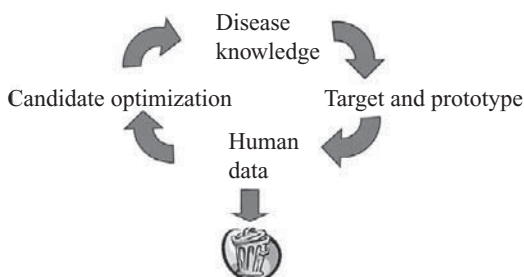 Disease
knowledge
Candidate optimization
Target and prototype
Human
data